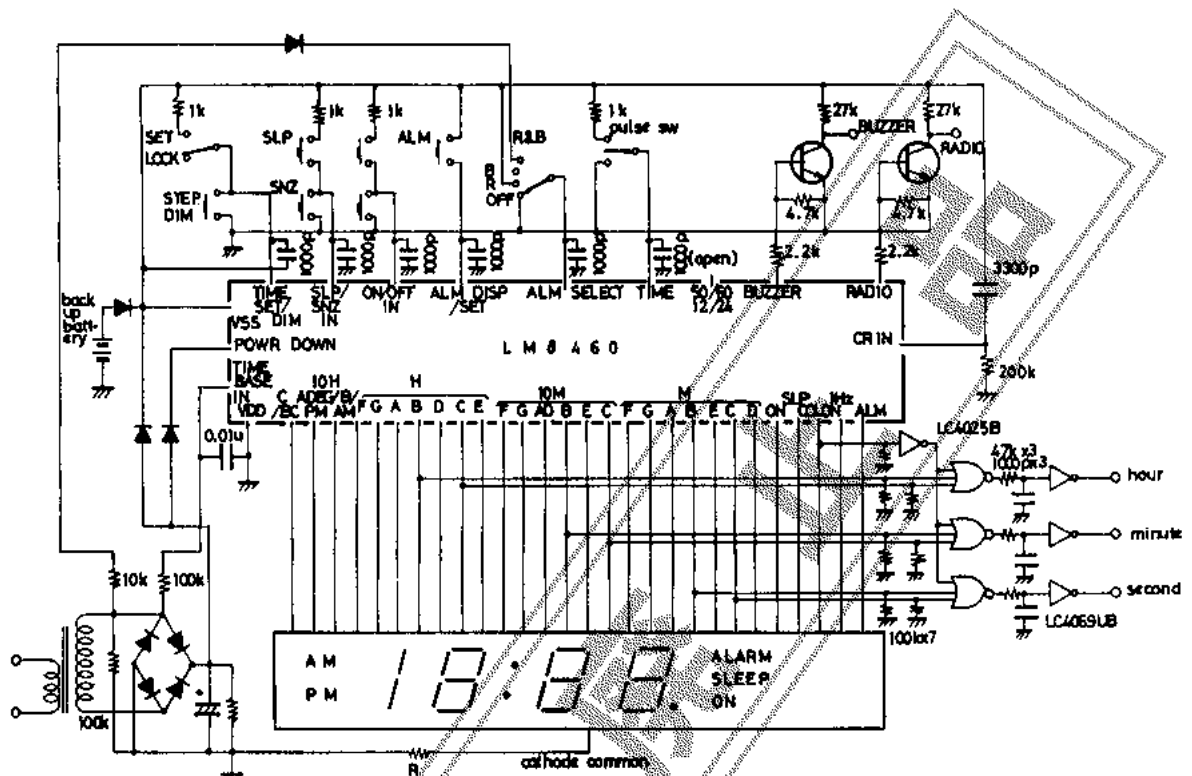 1k
1k
1k
1k
27k
27k
SET
LOCK
SLP
ALM
R&B
pulse sw
BUZZER
RADIO
B
R
OFF
STEP
DIM
SNZ
4.7k
4.7k
1000p
1000p
1000p
1000p
1000p
1000p
(open)
2.2k
2.2k
3300p
back
up
batt-
ery
TIME SLP/ ON/OFF ALM DISP ALM SELECT TIME 50/60 BUZZER RADIO
SET/ SNZ IN /SET 12/24
DIM IN
VSS
POWR DOWN
LM8460
CR IN
200k
TIME
BASE
IN
C 10H H 10M M SLP 1Hz
ADEG/B/ F G A B D C E F G AD B E C F G A B E C D ON COLON ALM
VDD /BC PM AM
0.01u
LC4025B
47k x3
1000p x3
hour
minute
second
10k
100k
100k
100k x7
LC4069UB
AM
PM
18:88.
ALARM
SLEEP
ON
R
cathode common